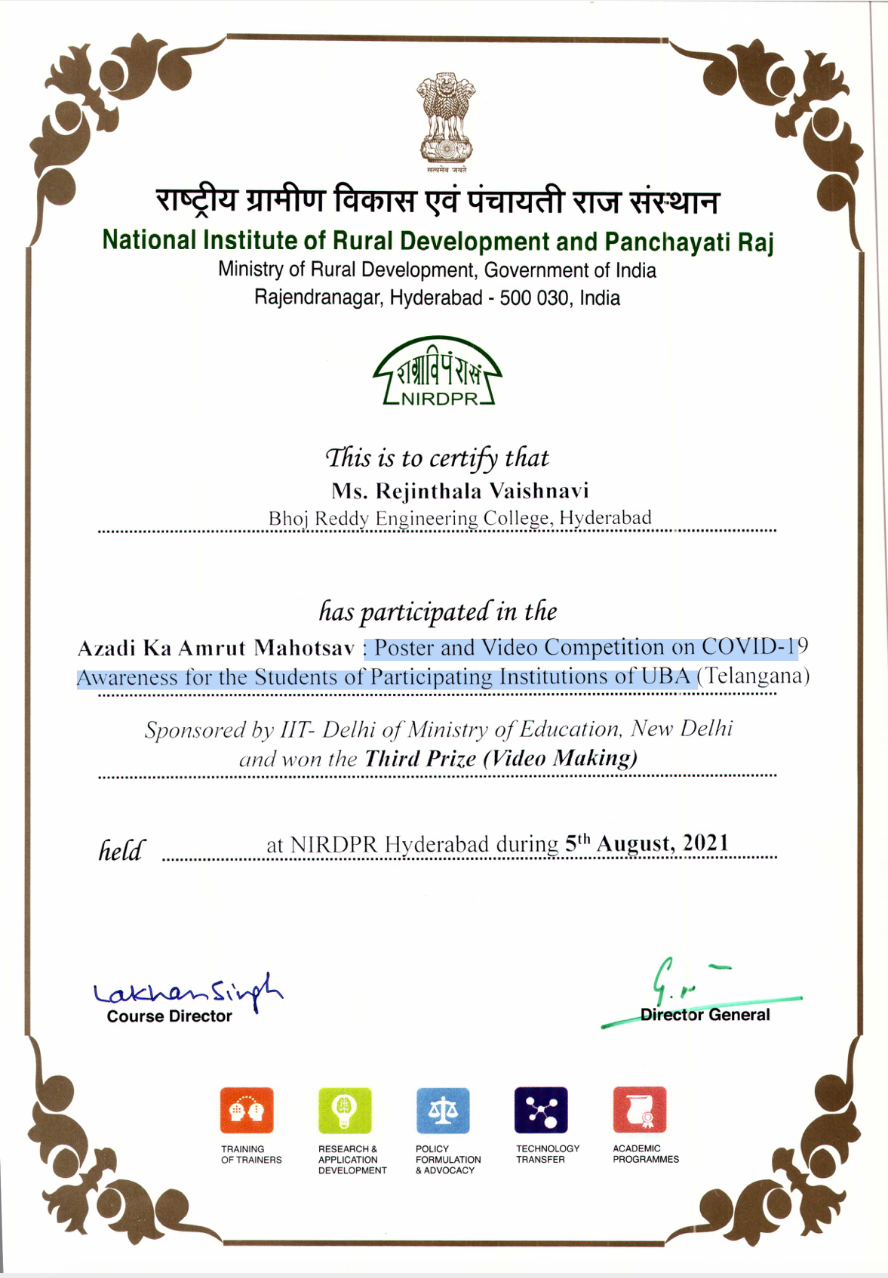 सत्यमेव जयते
राष्ट्रीय ग्रामीण विकास एवं पंचायती राज संस्थान
National Institute of Rural Development and Panchayati Raj
Ministry of Rural Development, Government of India
Rajendranagar, Hyderabad - 500 030, India
राग्राविपंरासं
NIRDPR
This is to certify that
Ms. Rejinthala Vaishnavi
Bhoj Reddy Engineering College, Hyderabad
has participated in the
Azadi Ka Amrut Mahotsav : Poster and Video Competition on COVID-19
Awareness for the Students of Participating Institutions of UBA (Telangana)
Sponsored by IIT- Delhi of Ministry of Education, New Delhi
and won the Third Prize (Video Making)
held at NIRDPR Hyderabad during 5th August, 2021
Lakhan Singh
Course Director
Director General
TRAINING
OF TRAINERS
RESEARCH &
APPLICATION
DEVELOPMENT
POLICY
FORMULATION
& ADVOCACY
TECHNOLOGY
TRANSFER
ACADEMIC
PROGRAMMES